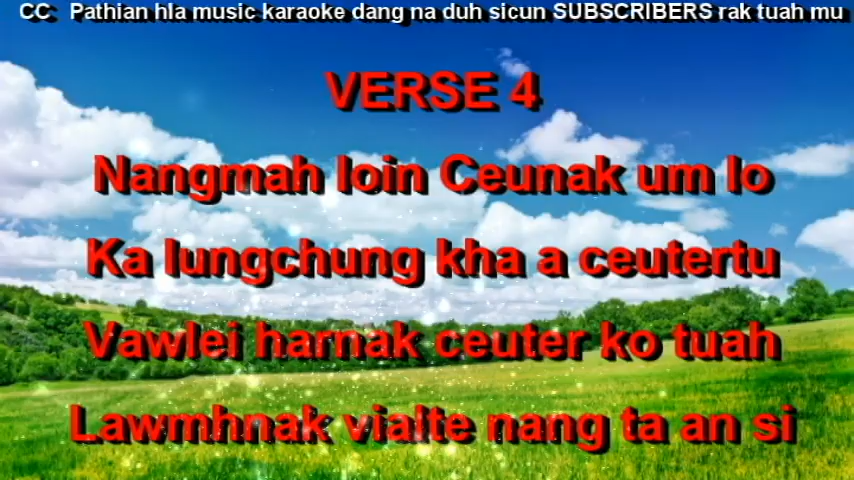 CC Pathian hla music karaoke dang na duh sicun SUBSCRIBERS rak tuah mu
VERSE 4
Nangmah loin Ceunak um lo
Ka lungchung kha a ceutertu
Vawlei harnak ceuter ko tuah
Lawmhnak vialte nang ta an si